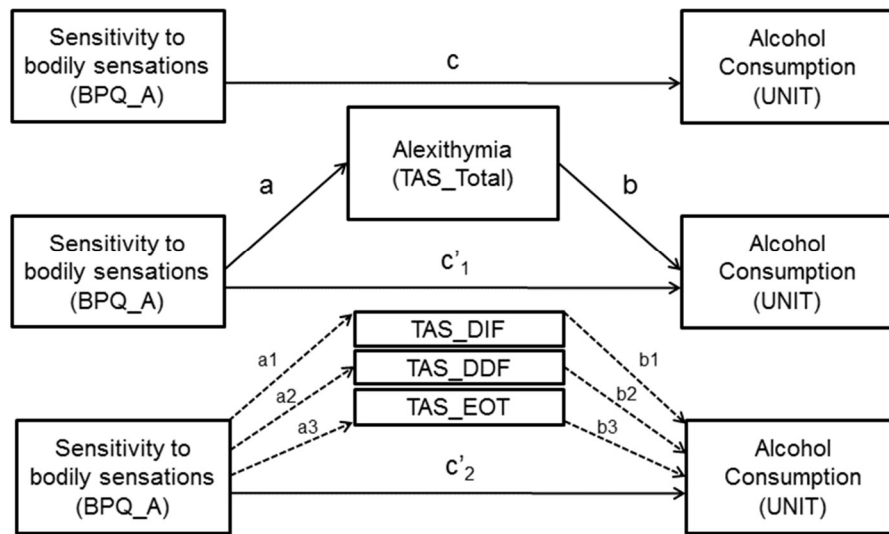 Sensitivity to
bodily sensations
(BPQ_A)
c
Alcohol
Consumption
(UNIT)
Alexithymia
(TAS_Total)
a
b
Sensitivity to
bodily sensations
(BPQ_A)
c'1
Alcohol
Consumption
(UNIT)
TAS_DIF
TAS_DDF
TAS_EOT
a1
a2
a3
b1
b2
b3
Sensitivity to
bodily sensations
(BPQ_A)
c'2
Alcohol
Consumption
(UNIT)